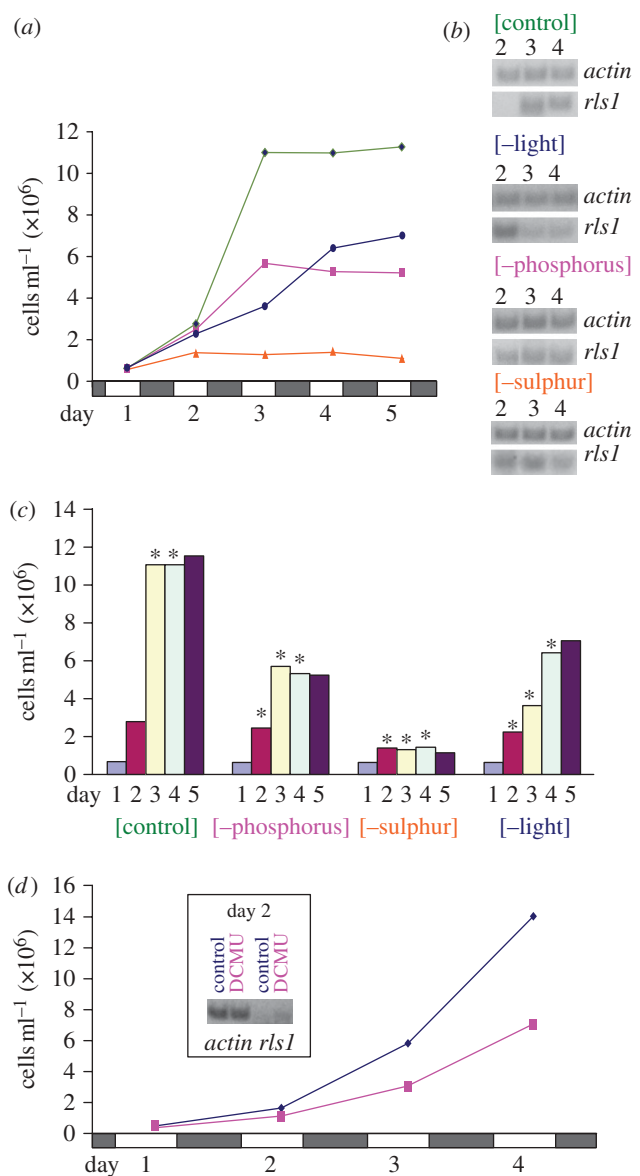 (a)
12
10
8
6
4
2
0
cells ml⁻¹ (×10⁶)
day 1 2 3 4 5
(b)
[control]
2 3 4
actin
rls1
[–light]
2 3 4
actin
rls1
[–phosphorus]
2 3 4
actin
rls1
[–sulphur]
2 3 4
actin
rls1
(c)
14
12
10
8
6
4
2
0
cells ml⁻¹ (×10⁶)
* * * * * * * * * * *
day 1 2 3 4 5 1 2 3 4 5 1 2 3 4 5 1 2 3 4 5
[control] [–phosphorus] [–sulphur] [–light]
(d)
16
14
12
10
8
6
4
2
0
cells ml⁻¹ (×10⁶)
day 2
control DCMU control DCMU
actin rls1
day 1 2 3 4